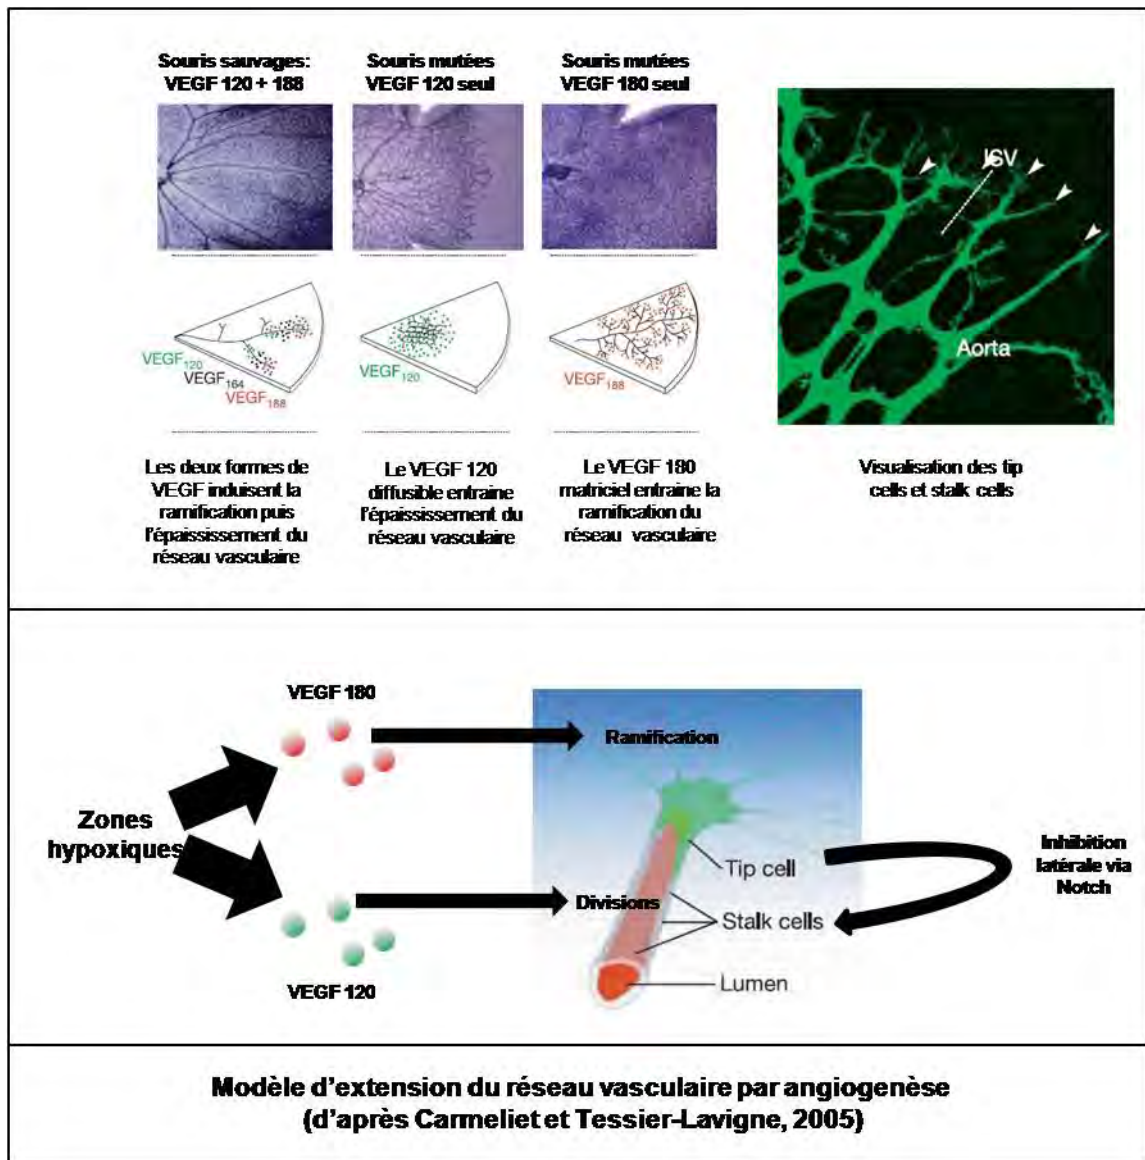 Souris sauvages:
VEGF 120 + 188
Souris mutées
VEGF 120 seul
Souris mutées
VEGF 180 seul
VEGF120
VEGF164
VEGF188
VEGF120
VEGF188
Les deux formes de
VEGF induisent la
ramification puis
l'épaississement du
réseau vasculaire
Le VEGF 120
diffusible entraine
l'épaississement du
réseau vasculaire
Le VEGF 180
matriciel entraine la
ramification du
réseau vasculaire
ISV
Aorta
Visualisation des tip
cells et stalk cells
VEGF 180
Ramification
Zones
hypoxiques
Tip cell
Inhibition
latérale via
Notch
Divisions
Stalk cells
Lumen
VEGF 120
Modèle d'extension du réseau vasculaire par angiogenèse
(d'après Carmeliet et Tessier-Lavigne, 2005)